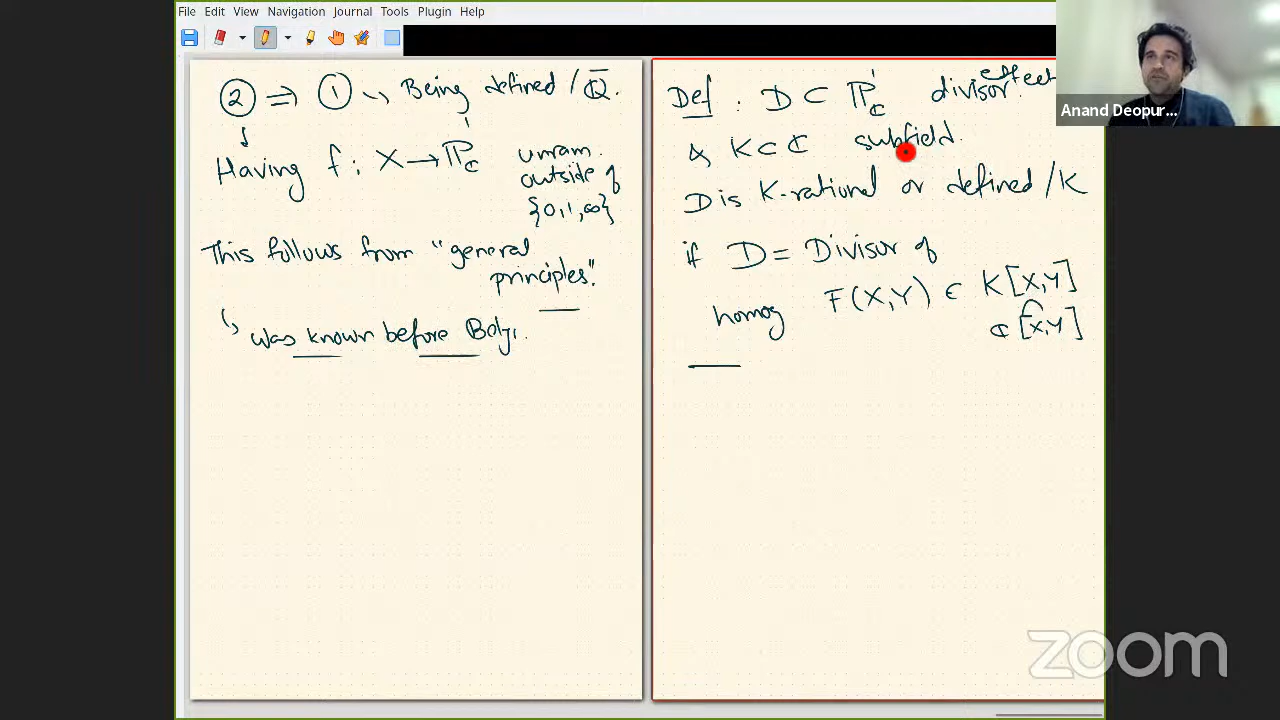 File Edit View Navigation Journal Tools Plugin Help
② ⇒ ① ⤷ Being defined / Q̄.
↓
Having f: X → P¹_C unram. outside of {0,1,∞}
This follows from "general
principles".
↳ was known before Belyi.
Def : D ⊂ P¹_C divisor.
& K ⊂ ℂ subfield.
D is K-rational or defined /K
if D = Divisor of
homog F(X,Y) ∈ K[X,Y]
ℂ[X,Y]
Anand Deopur...
zoom